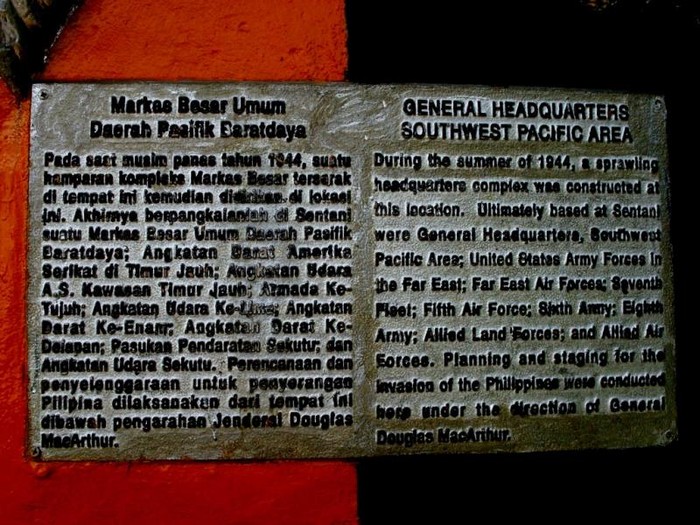 Markas Besar Umum
Daerah Pasifik Baratdaya
Pada saat musim panas tahun 1944, suatu
hamparan kompleks Markas Besar terserak
di tempat ini kemudian didirikan di lokasi
ini. Akhirnya berpangkalanlah di Sentani
suatu Markas Besar Umum Daerah Pasifik
Baratdaya; Angkatan Darat Amerika
Serikat di Timur Jauh; Angkatan Udara
A.S. Kawasan Timur Jauh; Armada Ke-
Tujuh; Angkatan Udara Ke-Lima; Angkatan
Darat Ke-Enam; Angkatan Darat Ke-
Delapan; Pasukan Pendaratan Sekutu; dan
Angkatan Udara Sekutu. Perencanaan dan
penyelenggaraan untuk penyerangan
Pilipina dilaksanakan dari tempat ini
dibawah pengarahan Jenderal Douglas
MacArthur.
GENERAL HEADQUARTERS
SOUTHWEST PACIFIC AREA
During the summer of 1944, a sprawling
headquarters complex was constructed at
this location. Ultimately based at Sentani
were General Headquarters, Southwest
Pacific Area; United States Army Forces in
the Far East; Far East Air Forces; Seventh
Fleet; Fifth Air Force; Sixth Army; Eighth
Army; Allied Land Forces; and Allied Air
Forces. Planning and staging for the
invasion of the Philippines were conducted
here under the direction of General
Douglas MacArthur.